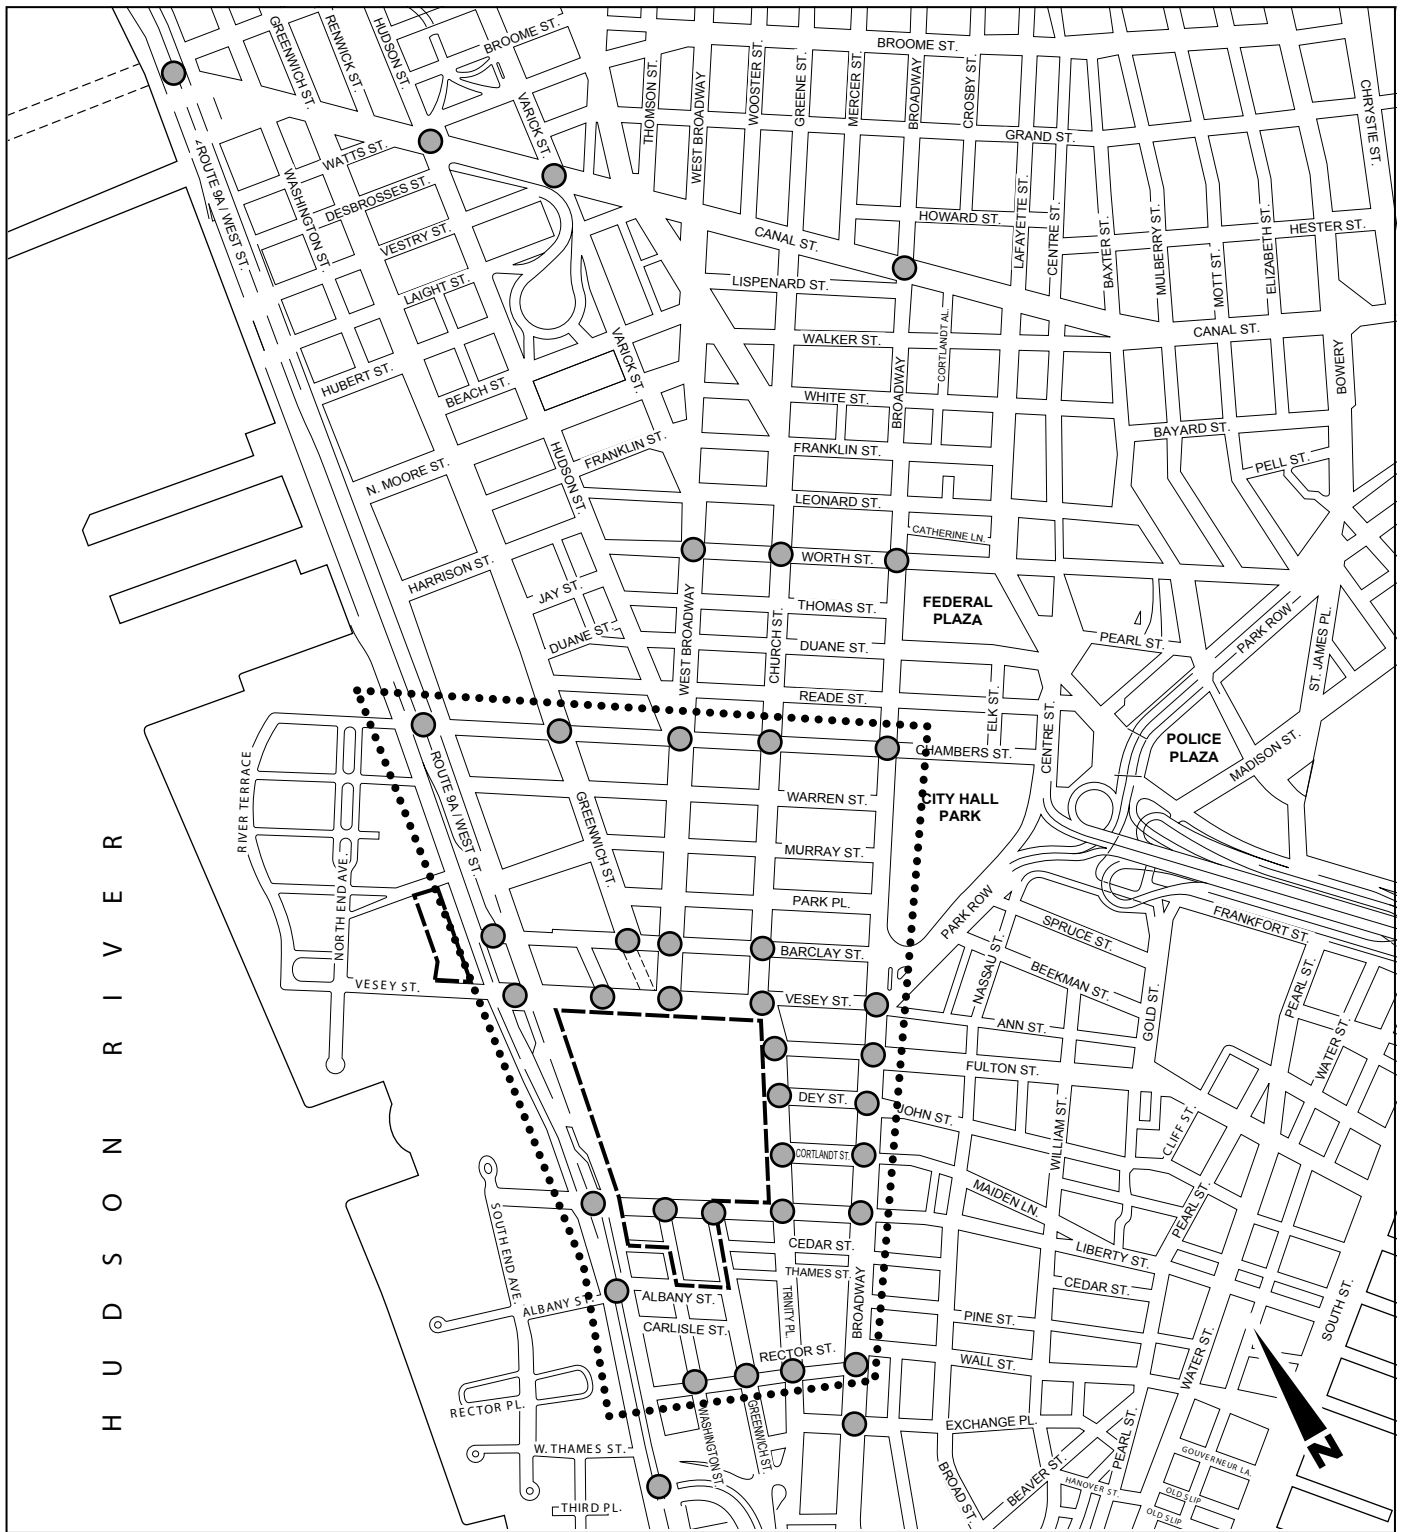 GREENWICH ST.
RENWICK ST.
HUDSON ST.
BROOME ST.
VARICK ST.
THOMSON ST.
WEST BROADWAY
WOOSTER ST.
GREENE ST.
MERCER ST.
BROADWAY
CROSBY ST.
BROOME ST.
GRAND ST.
CHRYSTIE ST.
ROUTE 9A / WEST ST.
WATTS ST.
WASHINGTON ST.
DESBROSSES ST.
VESTRY ST.
LAIGHT ST.
CANAL ST.
HOWARD ST.
LAFAYETTE ST.
CENTRE ST.
BAXTER ST.
MULBERRY ST.
MOTT ST.
ELIZABETH ST.
HESTER ST.
LISPENARD ST.
WALKER ST.
CORTLANDT AL.
CANAL ST.
BOWERY
HUBERT ST.
BEACH ST.
VARICK ST.
WHITE ST.
BROADWAY
BAYARD ST.
PELL ST.
N. MOORE ST.
HUDSON ST.
FRANKLIN ST.
FRANKLIN ST.
LEONARD ST.
CATHERINE LN.
WORTH ST.
HARRISON ST.
JAY ST.
DUANE ST.
WEST BROADWAY
CHURCH ST.
THOMAS ST.
DUANE ST.
READE ST.
FEDERAL
PLAZA
PEARL ST.
PARK ROW
ST. JAMES PL.
ELK ST.
CENTRE ST.
CHAMBERS ST.
POLICE
PLAZA
MADISON ST.
RIVER TERRACE
NORTH END AVE.
ROUTE 9A / WEST ST.
GREENWICH ST.
WARREN ST.
CITY HALL
PARK
MURRAY ST.
PARK PL.
PARK ROW
BARCLAY ST.
VESEY ST.
VESEY ST.
SPRUCE ST.
FRANKFORT ST.
BEEKMAN ST.
NASSAU ST.
ANN ST.
GOLD ST.
PEARL ST.
WATER ST.
FULTON ST.
DEY ST.
JOHN ST.
WILLIAM ST.
CLIFF ST.
CORTLANDT ST.
MAIDEN LN.
PEARL ST.
LIBERTY ST.
CEDAR ST.
CEDAR ST.
THAMES ST.
TRINITY PL.
BROADWAY
SOUTH END AVE.
ALBANY ST.
ALBANY ST.
CARLISLE ST.
RECTOR ST.
PINE ST.
WALL ST.
WATER ST.
SOUTH ST.
RECTOR PL.
WASHINGTON ST.
GREENWICH ST.
EXCHANGE PL.
PEARL ST.
W. THAMES ST.
THIRD PL.
BROAD ST.
BEAVER ST.
HANOVER ST.
GOUVERNEUR LA.
OLD SLIP
OLD SLIP
N
HUDSON RIVER